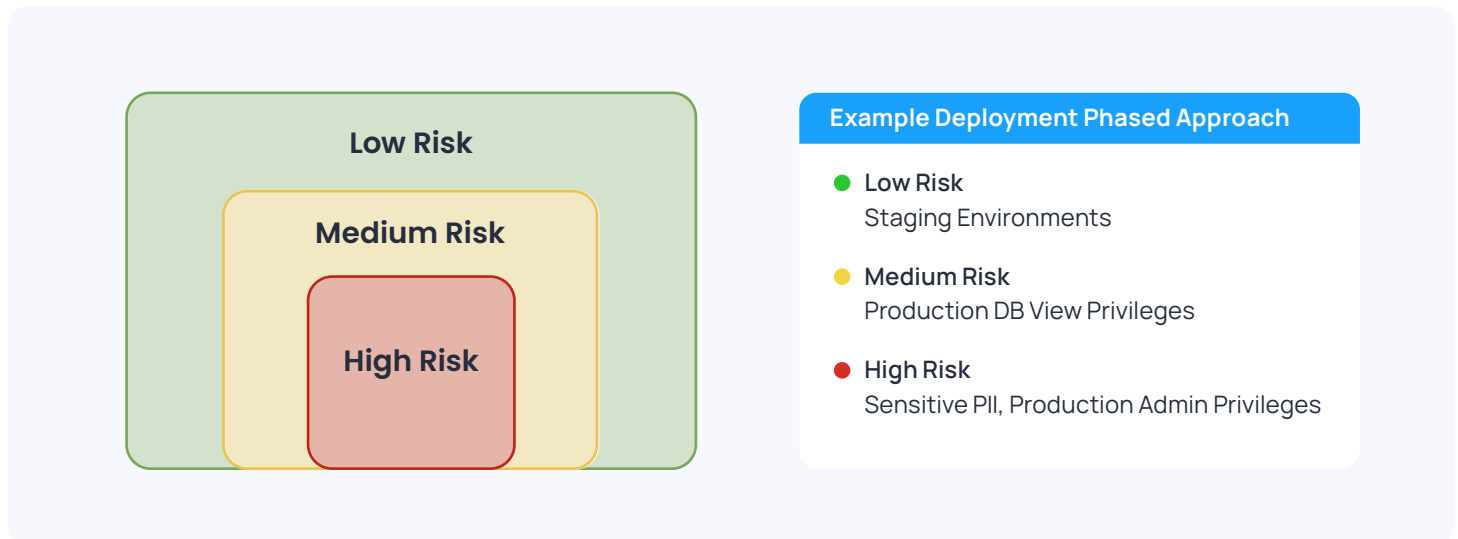 Low Risk
Medium Risk
High Risk
Example Deployment Phased Approach
Low Risk
Staging Environments
Medium Risk
Production DB View Privileges
High Risk
Sensitive PII, Production Admin Privileges